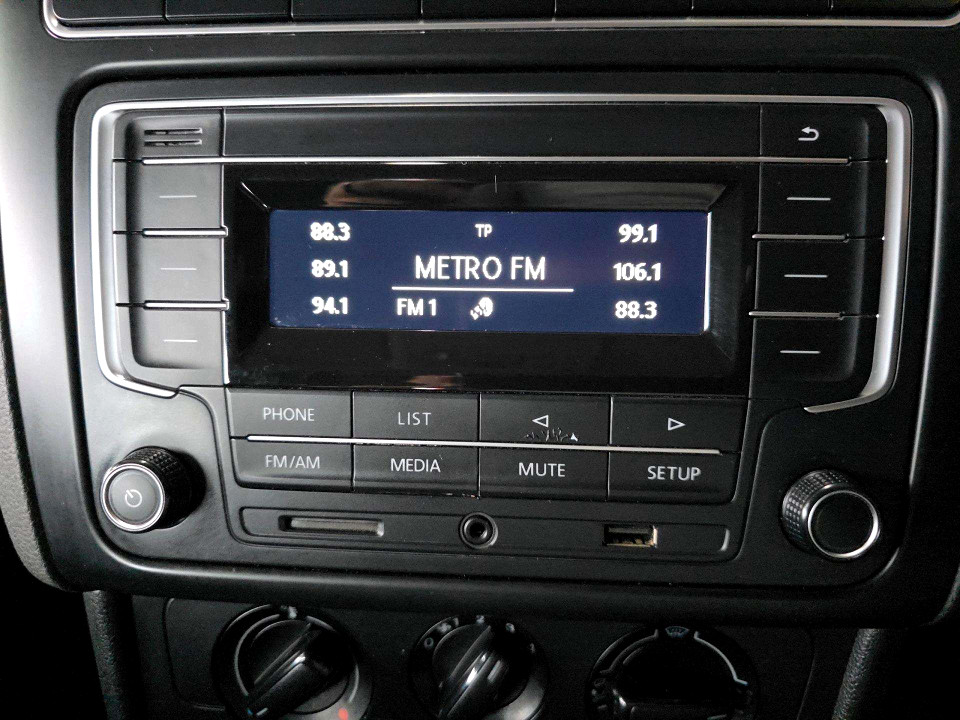 88.3 TP 99.1
89.1 METRO FM 106.1
94.1 FM 1 88.3
PHONE LIST
FM/AM MEDIA MUTE SETUP